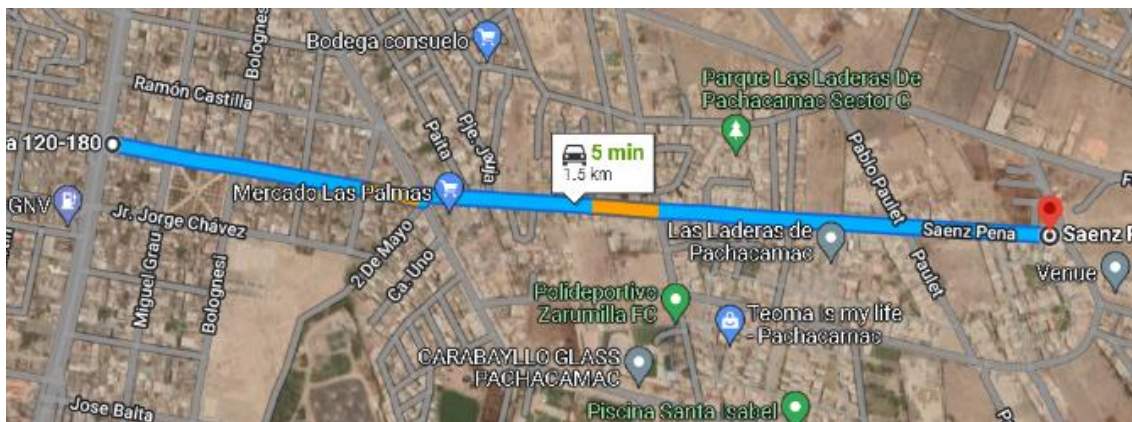 Bodega consuelo
Bolognesi
Ramón Castilla
Parque Las Laderas De
Pachacamac Sector C
a 120-180
Paita
Pje. Jauja
5 min
1.5 km
Pablo Paulet
Mercado Las Palmas
GNV
Jr. Jorge Chávez
2 De Mayo
Ca. Uno
Miguel Grau
Bolognesi
Las Laderas de
Pachacamac
Saenz Pena
Saenz P
Venue
Paulet
Polideportivo
Zarumilla FC
Teoma is my life
- Pachacamac
CARABAYLLO GLASS
PACHACAMAC
Jose Balta
Piscina Santa Isabel